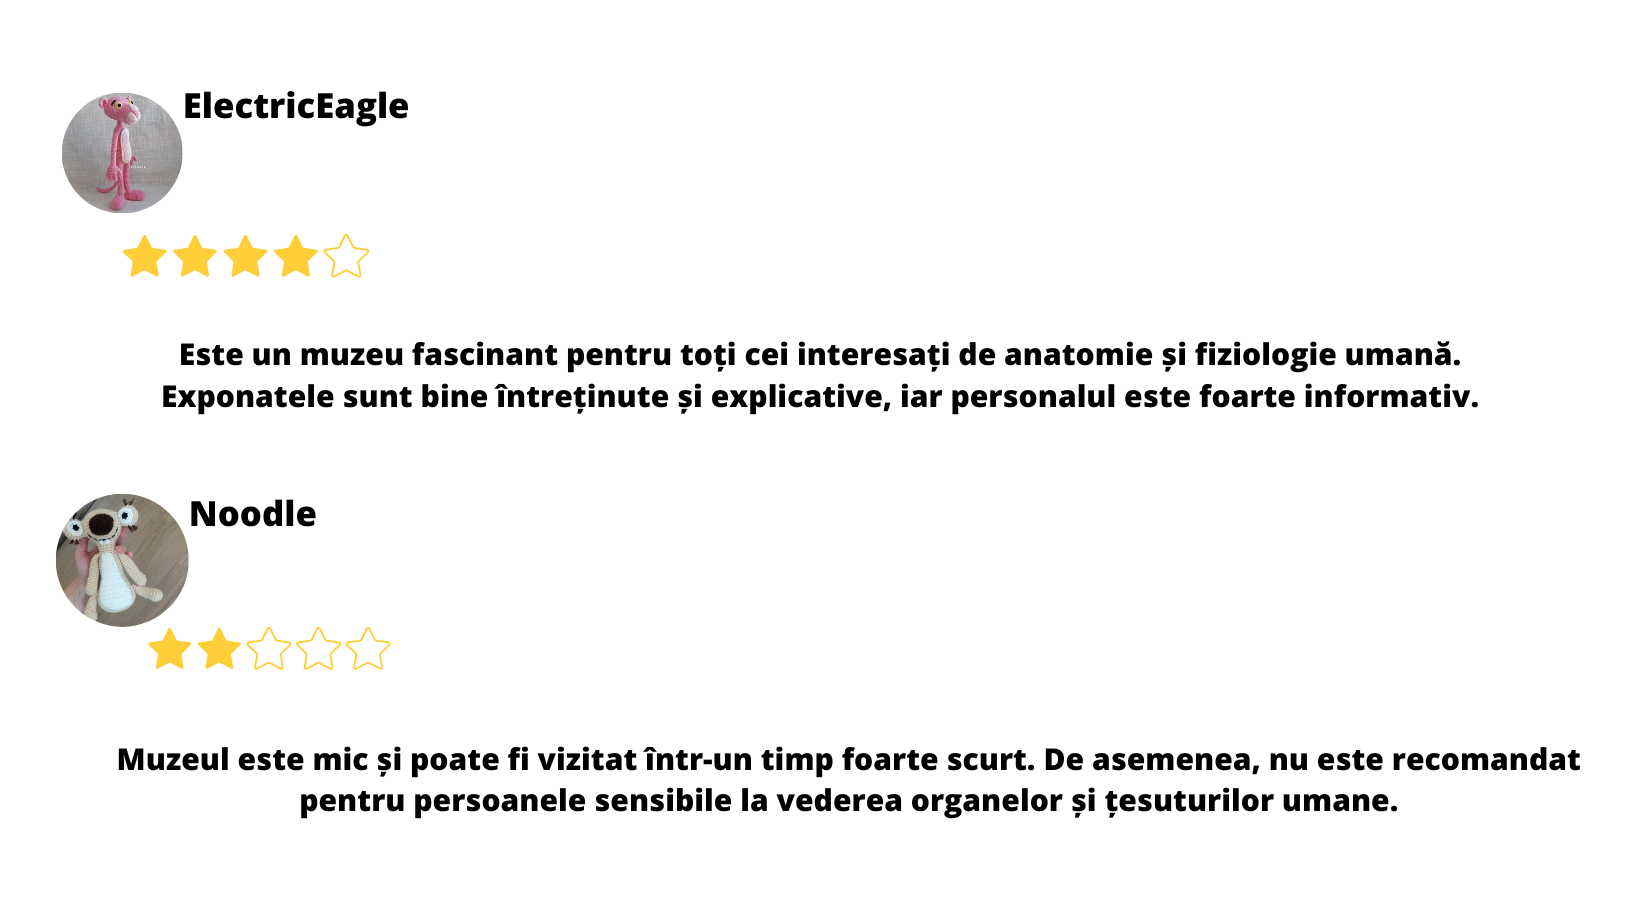 ElectricEagle
Este un muzeu fascinant pentru toți cei interesați de anatomie și fiziologie umană.
Exponatele sunt bine întreținute și explicative, iar personalul este foarte informativ.
Noodle
Muzeul este mic și poate fi vizitat într-un timp foarte scurt. De asemenea, nu este recomandat
pentru persoanele sensibile la vederea organelor și țesuturilor umane.